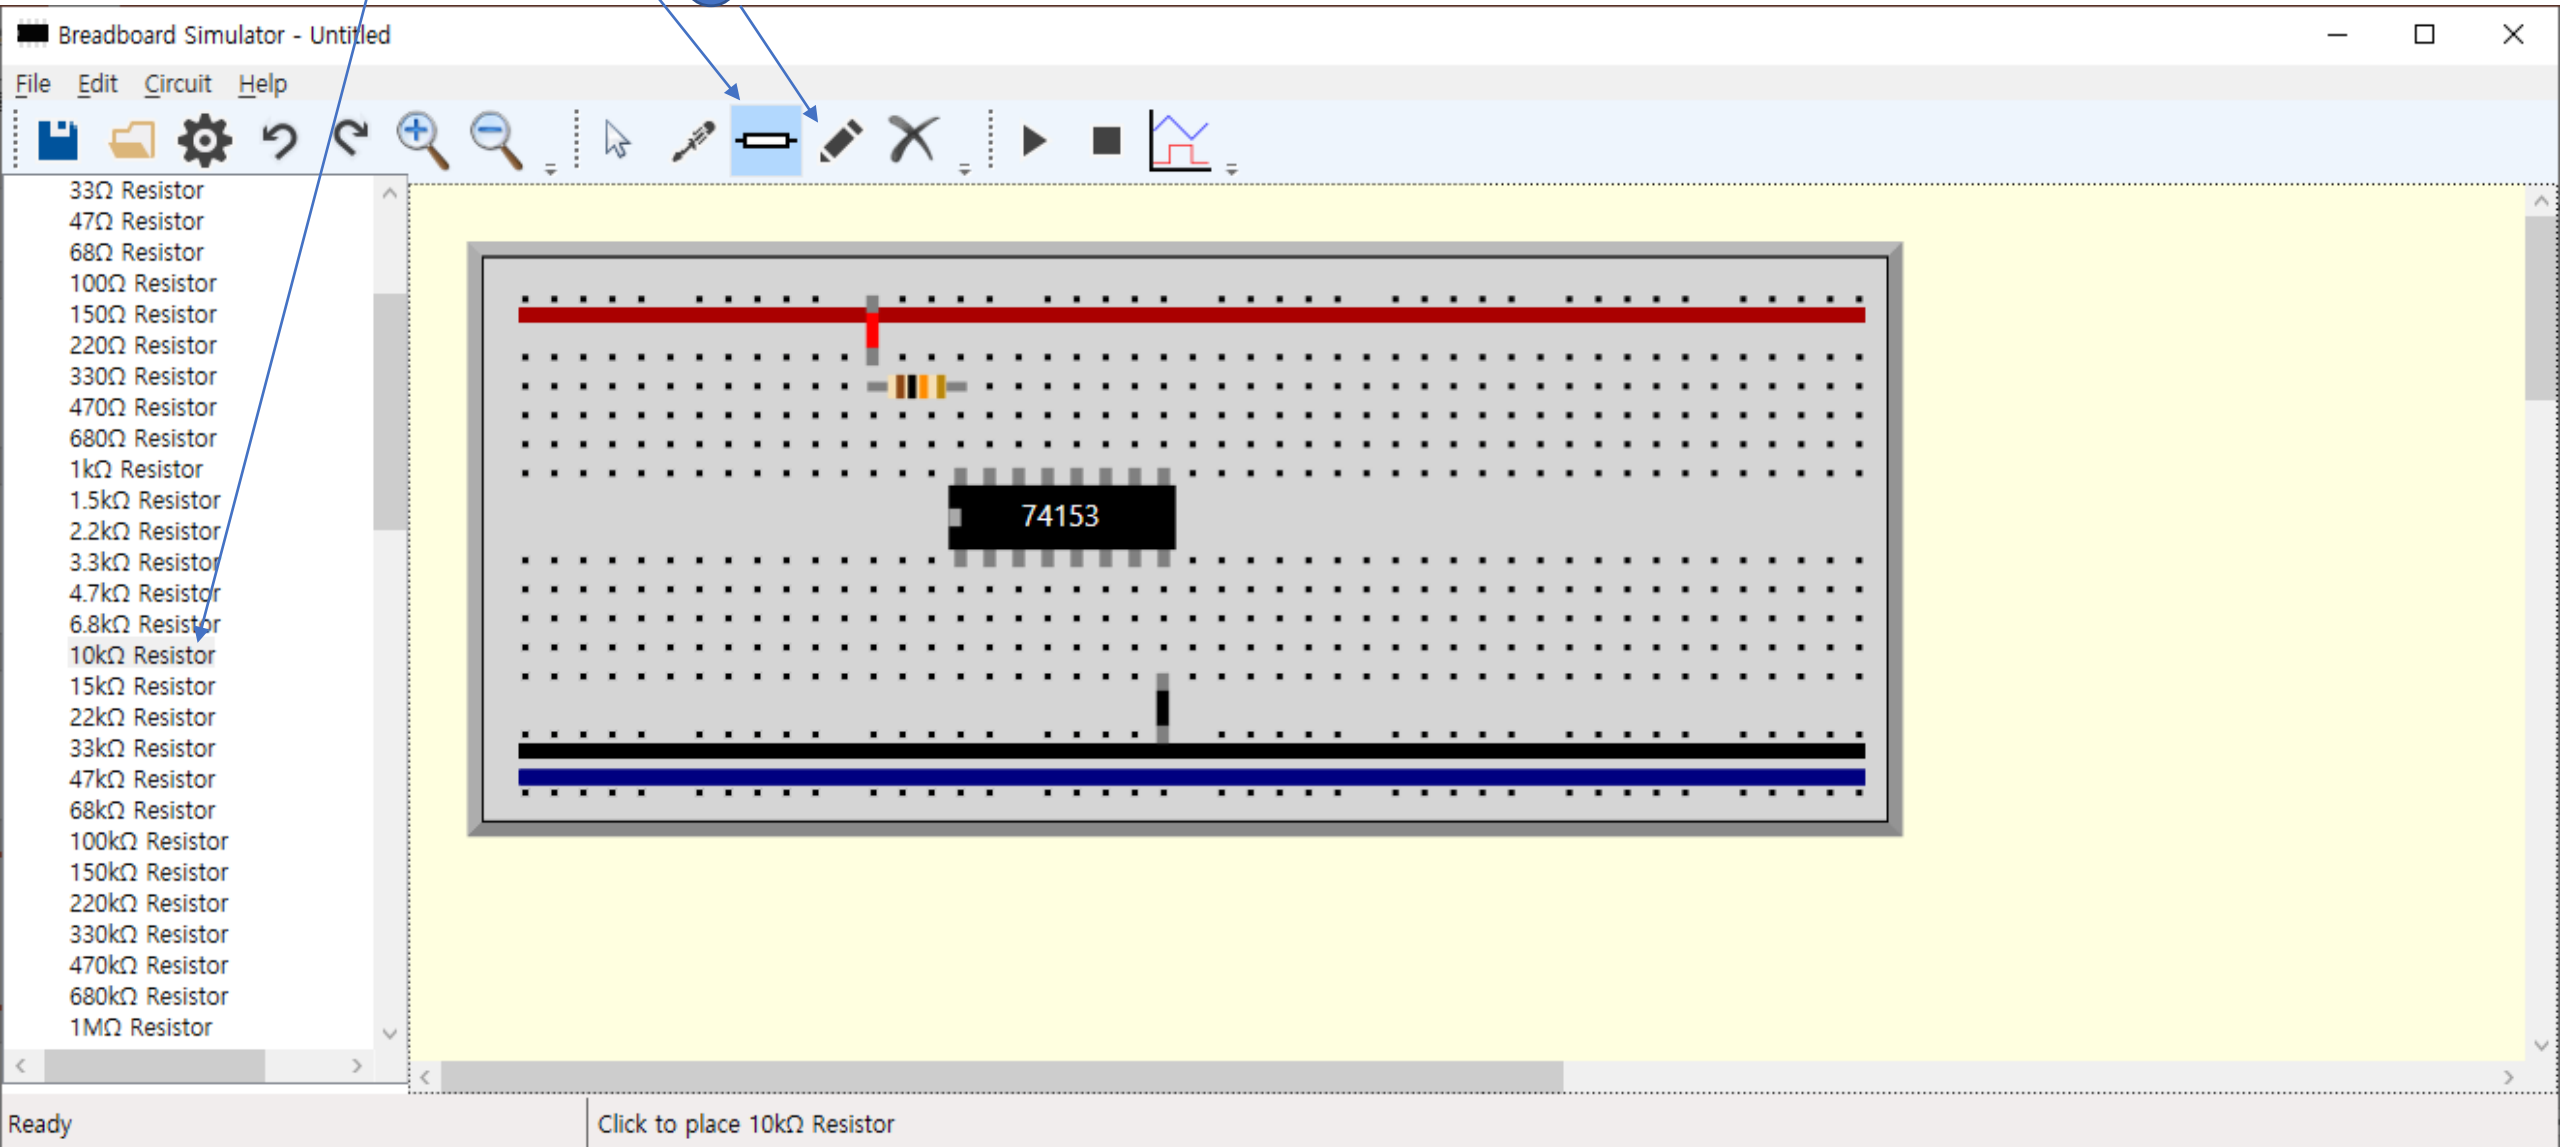 Breadboard Simulator - Untitled
File Edit Circuit Help
33Ω Resistor
47Ω Resistor
68Ω Resistor
100Ω Resistor
150Ω Resistor
220Ω Resistor
330Ω Resistor
470Ω Resistor
680Ω Resistor
1kΩ Resistor
1.5kΩ Resistor
2.2kΩ Resistor
3.3kΩ Resistor
4.7kΩ Resistor
6.8kΩ Resistor
10kΩ Resistor
15kΩ Resistor
22kΩ Resistor
33kΩ Resistor
47kΩ Resistor
68kΩ Resistor
100kΩ Resistor
150kΩ Resistor
220kΩ Resistor
330kΩ Resistor
470kΩ Resistor
680kΩ Resistor
1MΩ Resistor
74153
Ready
Click to place 10kΩ Resistor